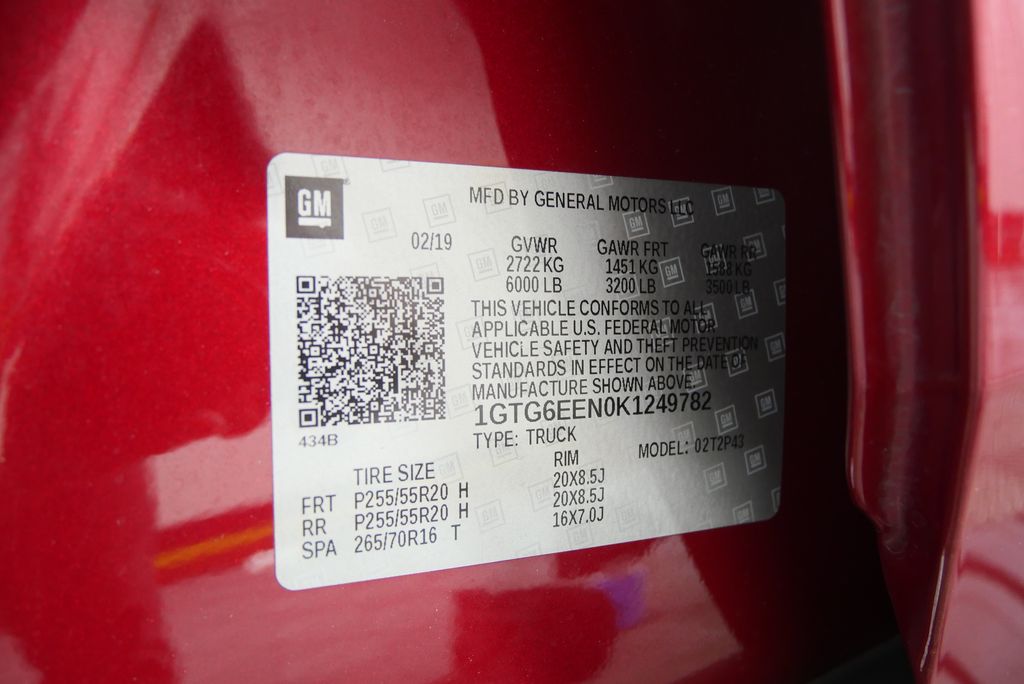 GM
MFD BY GENERAL MOTORS LLC
02/19 GVWR GAWR FRT GAWR RR
2722 KG 1451 KG 1588 KG
6000 LB 3200 LB 3500 LB
THIS VEHICLE CONFORMS TO ALL
APPLICABLE U.S. FEDERAL MOTOR
VEHICLE SAFETY AND THEFT PREVENTION
STANDARDS IN EFFECT ON THE DATE OF
MANUFACTURE SHOWN ABOVE.
1GTG6EEN0K1249782
434B
TYPE: TRUCK MODEL: 02T2P43
TIRE SIZE RIM
FRT P255/55R20 H 20X8.5J
RR P255/55R20 H 20X8.5J
SPA 265/70R16 T 16X7.0J